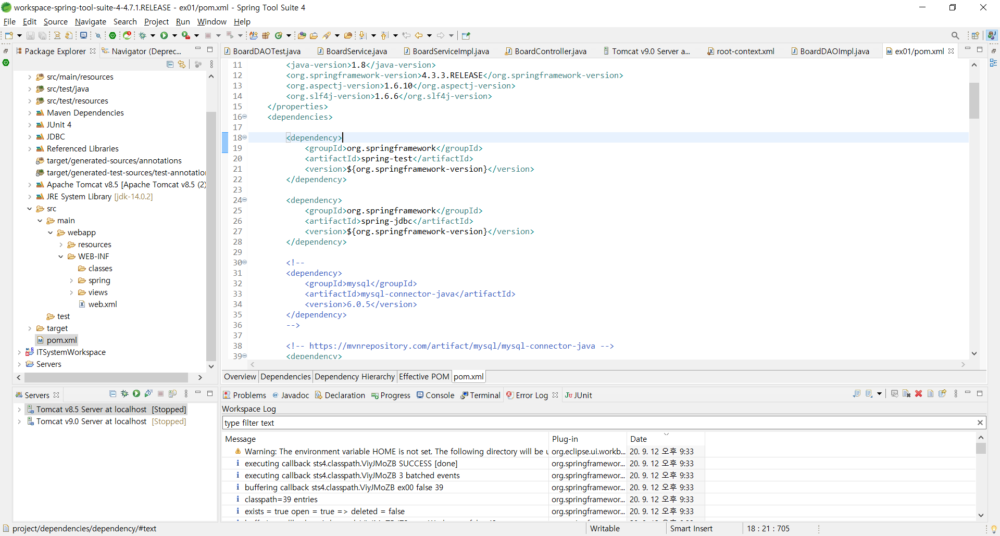 workspace-spring-tool-suite-4-4.7.1.RELEASE - ex01/pom.xml - Spring Tool Suite 4
File Edit Source Navigate Search Project Run Window Help
Package Explorer
Navigator (Deprec...
src/main/resources
src/test/java
src/test/resources
Maven Dependencies
JUnit 4
JDBC
Referenced Libraries
target/generated-sources/annotations
target/generated-test-sources/test-annotation
Apache Tomcat v8.5 [Apache Tomcat v8.5 (2)
JRE System Library [jdk-14.0.2]
src
main
webapp
resources
WEB-INF
classes
spring
views
web.xml
test
target
pom.xml
ITSystemWorkspace
Servers
BoardDAOTest.java BoardService.java BoardServiceImpl.java BoardController.java Tomcat v9.0 Server a... root-context.xml BoardDAOImpl.java ex01/pom.xml
11 <java-version>1.8</java-version>
12 <org.springframework-version>4.3.3.RELEASE</org.springframework-version>
13 <org.aspectj-version>1.6.10</org.aspectj-version>
14 <org.slf4j-version>1.6.6</org.slf4j-version>
15 </properties>
16 <dependencies>
17
18 <dependency>
19 <groupId>org.springframework</groupId>
20 <artifactId>spring-test</artifactId>
21 <version>${org.springframework-version}</version>
22 </dependency>
23
24 <dependency>
25 <groupId>org.springframework</groupId>
26 <artifactId>spring-jdbc</artifactId>
27 <version>${org.springframework-version}</version>
28 </dependency>
29
30 <!--
31 <dependency>
32 <groupId>mysql</groupId>
33 <artifactId>mysql-connector-java</artifactId>
34 <version>6.0.5</version>
35 </dependency>
36 -->
37
38 <!-- https://mvnrepository.com/artifact/mysql/mysql-connector-java -->
39 <dependency>
Overview Dependencies Dependency Hierarchy Effective POM pom.xml
Servers
Tomcat v8.5 Server at localhost [Stopped]
Tomcat v9.0 Server at localhost [Stopped]
Problems @ Javadoc Declaration Progress Console Terminal Error Log JUnit
Workspace Log
type filter text
Message Plug-in Date
Warning: The environment variable HOME is not set. The following directory will be u org.eclipse.ui.workb... 20. 9. 12 오후 9:33
executing callback sts4.classpath.ViyJMoZB SUCCESS [done] org.springframewor... 20. 9. 12 오후 9:33
executing callback sts4.classpath.ViyJMoZB 3 batched events org.springframewor... 20. 9. 12 오후 9:33
buffering callback sts4.classpath.ViyJMoZB ex00 false 39 org.springframewor... 20. 9. 12 오후 9:33
classpath=39 entries org.springframewor... 20. 9. 12 오후 9:33
exists = true open = true => deleted = false org.springframewor... 20. 9. 12 오후 9:33
project/dependencies/dependency/#text Writable Smart Insert 18 : 21 : 705